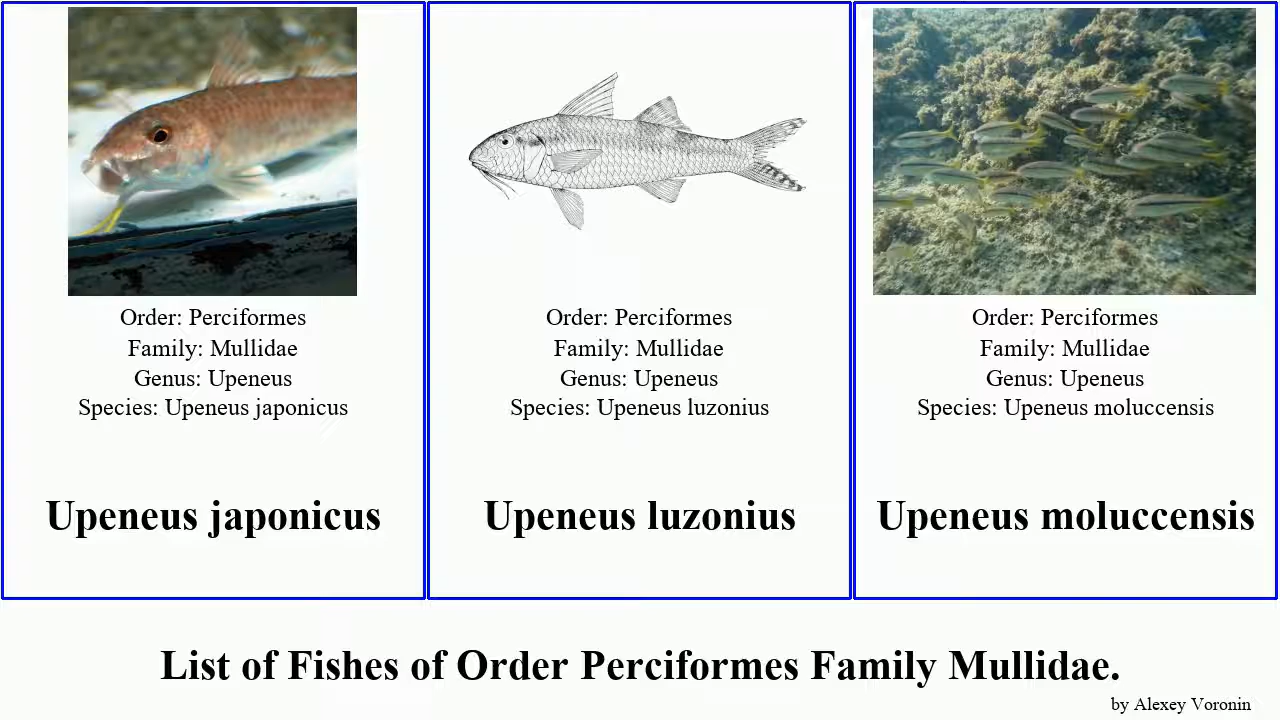 Order: Perciformes
Family: Mullidae
Genus: Upeneus
Species: Upeneus japonicus
Upeneus japonicus
Order: Perciformes
Family: Mullidae
Genus: Upeneus
Species: Upeneus luzonius
Upeneus luzonius
Order: Perciformes
Family: Mullidae
Genus: Upeneus
Species: Upeneus moluccensis
Upeneus moluccensis
List of Fishes of Order Perciformes Family Mullidae.
by Alexey Voronin